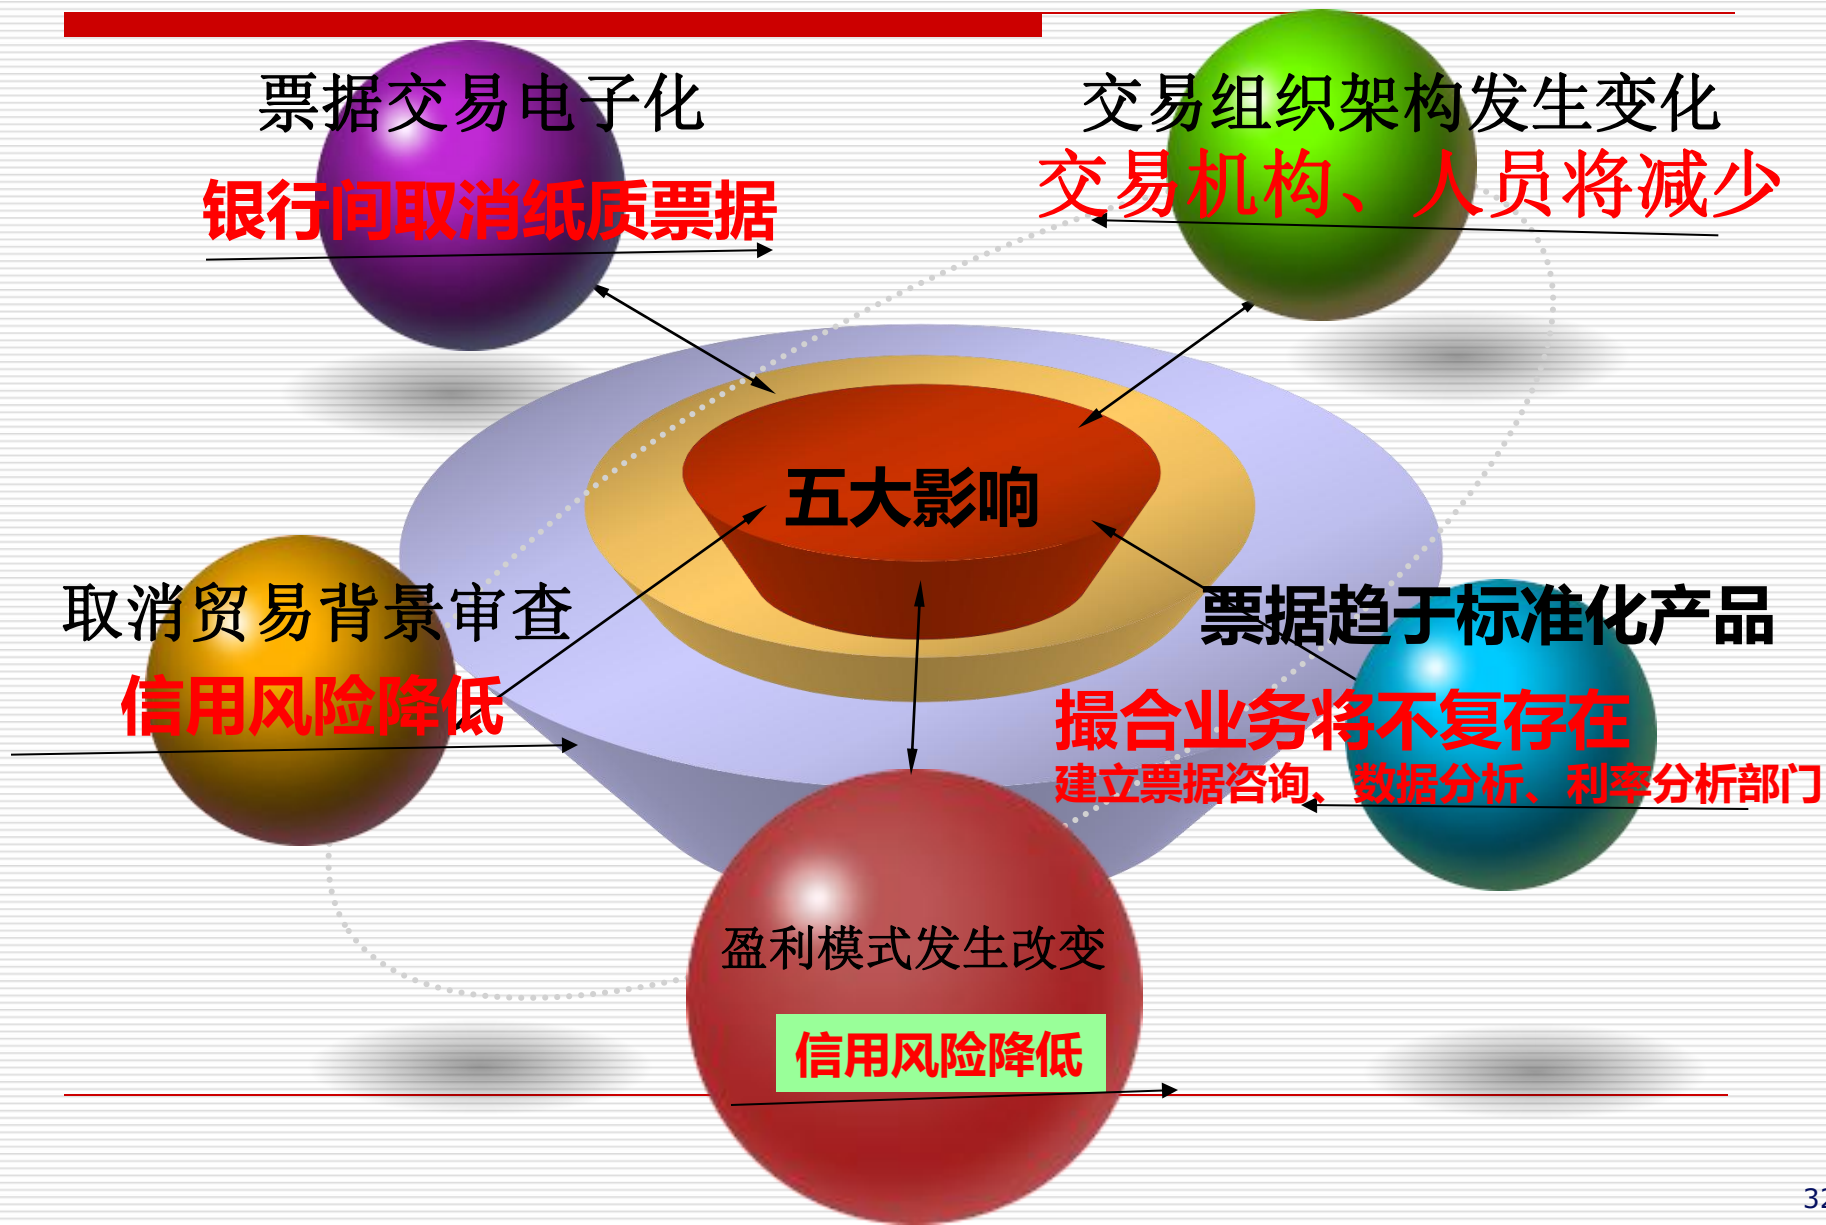 票据交易电子化
银行间取消纸质票据
交易组织架构发生变化
交易机构、人员将减少
五大影响
取消贸易背景审查
信用风险降低
票据趋于标准化产品
撮合业务将不复存在
建立票据咨询、数据分析、利率分析部门
盈利模式发生改变
信用风险降低
32